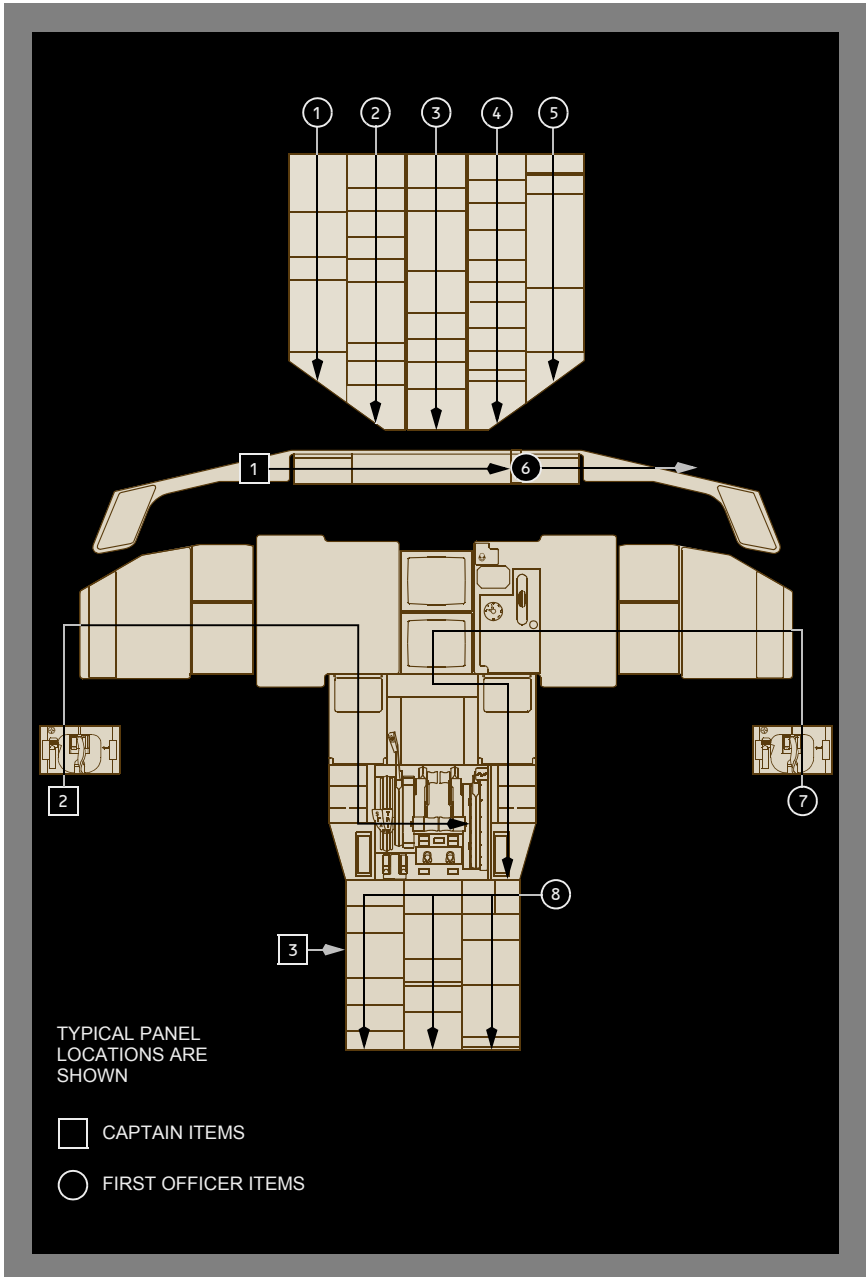 1 2 3 4 5
1 6
2 7
8
3
TYPICAL PANEL
LOCATIONS ARE
SHOWN
CAPTAIN ITEMS
FIRST OFFICER ITEMS